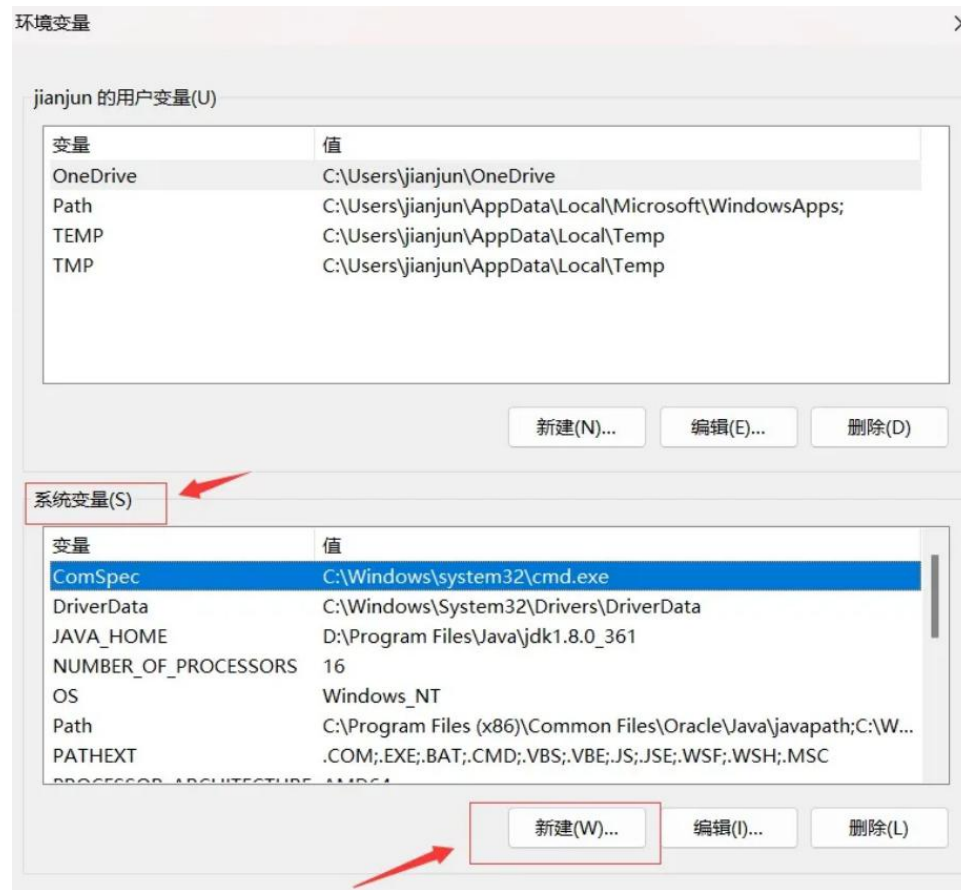 环境变量
jianjun 的用户变量(U)
变量 值
OneDrive C:\Users\jianjun\OneDrive
Path C:\Users\jianjun\AppData\Local\Microsoft\WindowsApps;
TEMP C:\Users\jianjun\AppData\Local\Temp
TMP C:\Users\jianjun\AppData\Local\Temp
新建(N)... 编辑(E)... 删除(D)
系统变量(S)
变量 值
ComSpec C:\Windows\system32\cmd.exe
DriverData C:\Windows\System32\Drivers\DriverData
JAVA_HOME D:\Program Files\Java\jdk1.8.0_361
NUMBER_OF_PROCESSORS 16
OS Windows_NT
Path C:\Program Files (x86)\Common Files\Oracle\Java\javapath;C:\W...
PATHEXT .COM;.EXE;.BAT;.CMD;.VBS;.VBE;.JS;.JSE;.WSF;.WSH;.MSC
PROCESSOR_ARCHITECTURE AMD64
新建(W)... 编辑(I)... 删除(L)